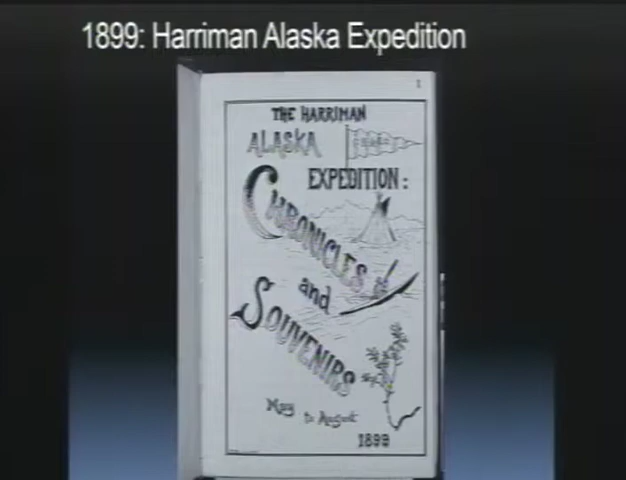 1899: Harriman Alaska Expedition
1
THE HARRIMAN
ALASKA
EXPEDITION:
CHRONICLES
and
SOUVENIRS
May to August
1899